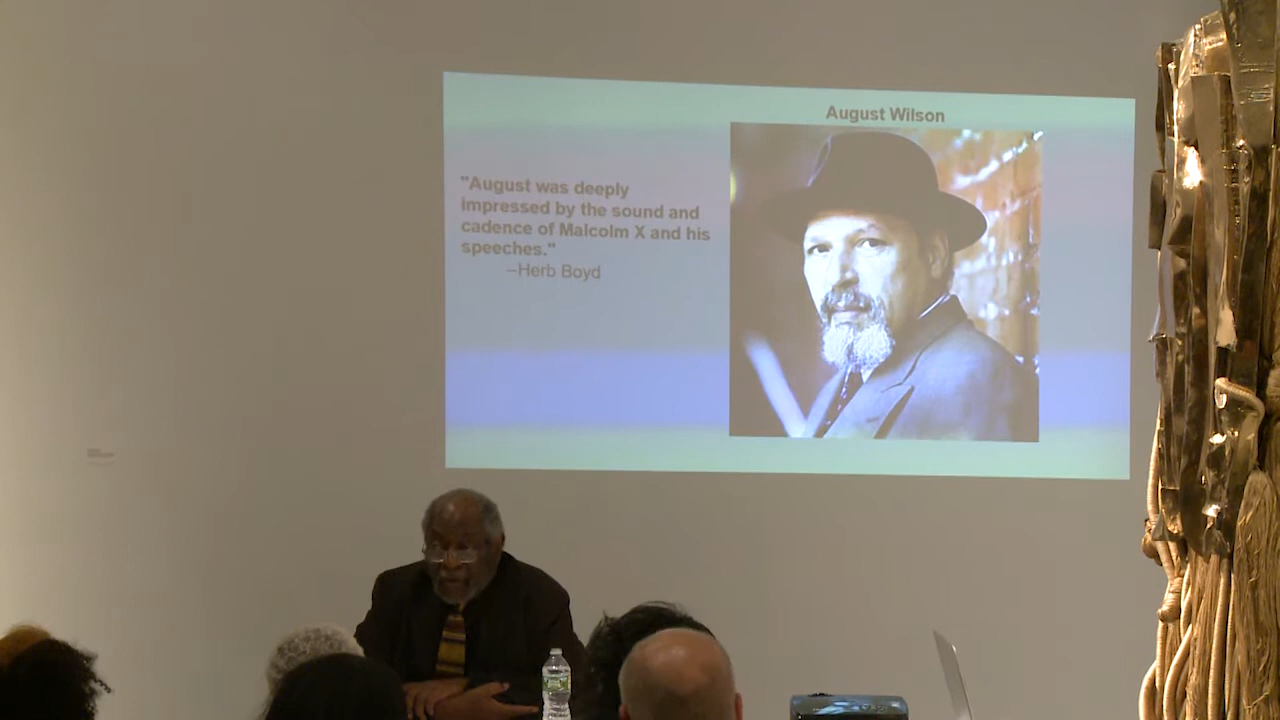 August Wilson
"August was deeply
impressed by the sound and
cadence of Malcolm X and his
speeches."
–Herb Boyd